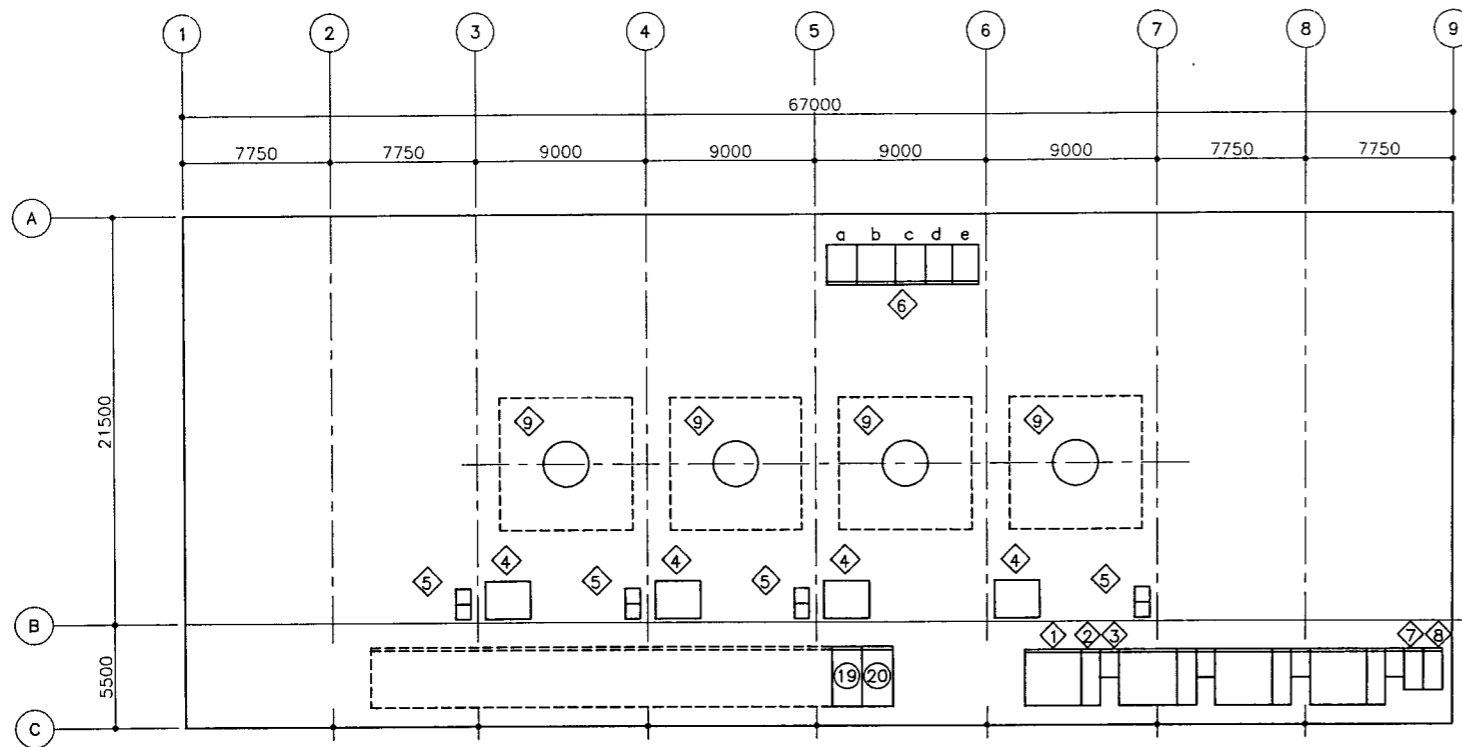 1 2 3 4 5 6 7 8 9
67000
7750 7750 9000 9000 9000 9000 7750 7750
A
a b c d e
6
21500
9 9 9 9
4 4 4 4
5 5 5 5
B
1 2 3 7 8
5500
19 20
C